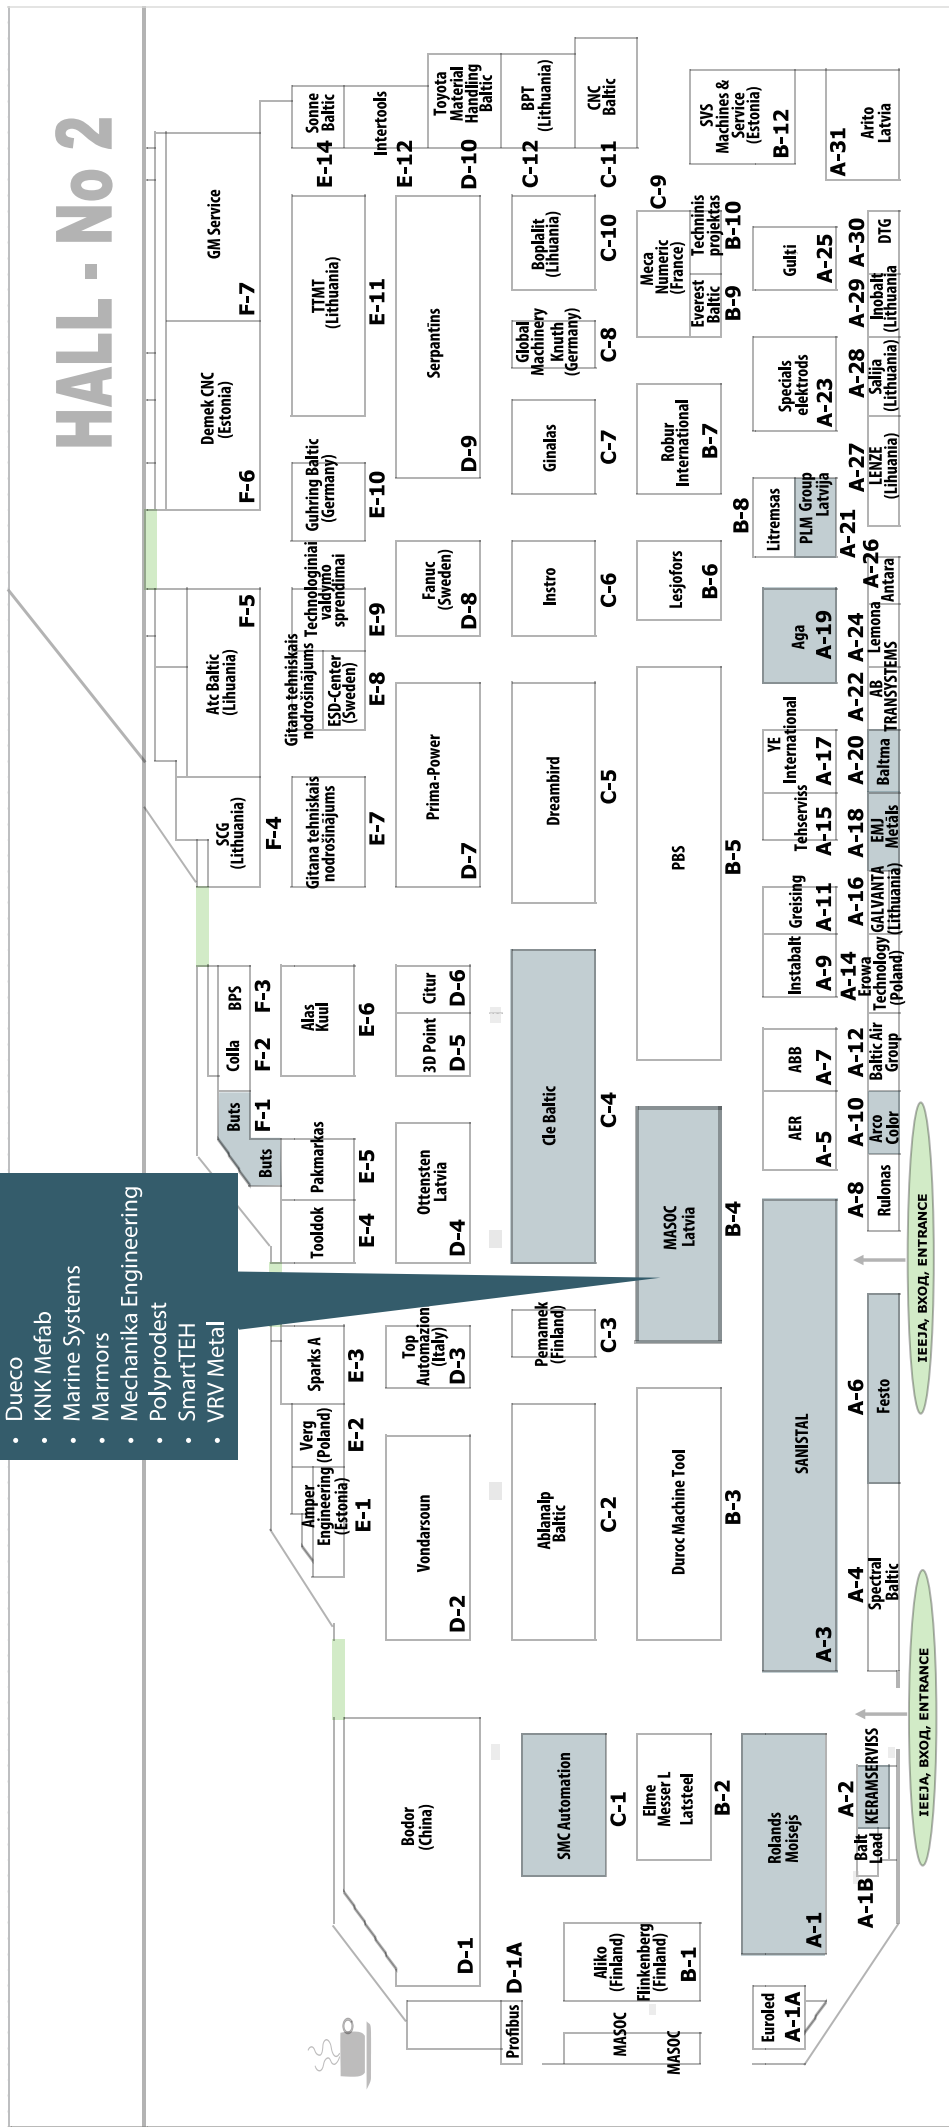 HALL - No 2
• Dueco
• KNK Mefab
• Marine Systems
• Marmors
• Mechanika Engineering
• Polyprodest
• SmartTEH
• VRV Metal
GM Service
F-7
Demek CNC
(Estonia)
F-6
Atc Baltic
(Lihuania)
F-5
SCG
(Lithuania)
F-4
BPS
F-3
Colla
F-2
Buts
F-1
Buts
Sonne
Baltic
E-14
Intertools
E-12
TTMT
(Lithuania)
E-11
Guhring Baltic
(Germany)
E-10
Technologiniai
valdymo
sprendimai
E-9
Gitana tehniskais
nodrošinājums
ESD-Center
(Sweden)
E-8
Gitana tehniskais
nodrošinājums
E-7
Alas
Kuul
E-6
Pakmarkas
E-5
Tooldok
E-4
Sparks A
E-3
Verg
(Poland)
E-2
Amper
Engineering
(Estonia)
E-1
Toyota
Material
Handling
Baltic
D-10
Serpantins
D-9
Fanuc
(Sweden)
D-8
Prima-Power
D-7
Citur
D-6
3D Point
D-5
Ottensten
Latvia
D-4
Top
Automazion
(Italy)
D-3
Vondarsoun
D-2
Bodor
(China)
D-1
Profibus
D-1A
BPT
(Lithuania)
C-12
CNC
Baltic
C-11
Boplalit
(Lihuania)
C-10
Global
Machinery
Knuth
(Germany)
C-8
Ginalas
C-7
Instro
C-6
Dreambird
C-5
Cle Baltic
C-4
Penamek
(Finland)
C-3
Ablanalp
Baltic
C-2
SMC Automation
C-1
C-9
Meca
Numeric
(France)
Techninis
projektas
B-10
Everest
Baltic
B-9
Robur
International
B-7
Lesjofors
B-6
PBS
B-5
MASOC
Latvia
B-4
Duroc Machine Tool
B-3
Elme
Messer L
Latsteel
B-2
Aliko
(Finland)
Flinkenberg
(Finland)
B-1
MASOC
MASOC
SVS
Machines &
Service
(Estonia)
B-12
Arito
Latvia
A-31
Gulti
A-25
Specials
elektrods
A-23
B-8
Litremsas
PLM Group
Latvija
A-21
Aga
A-19
YE
International
A-17
Tehserviss
A-15
Greising
A-11
Instabalt
A-9
ABB
A-7
AER
A-5
SANISTAL
A-3
Rolands
Moisejs
A-1
Euroled
A-1A
A-30
DTG
A-29
Inobalt
(Lithuania
A-28
Salija
(Lithuania)
A-27
LENZE
(Lihuania)
A-26
Antara
A-24
Lemona
A-22
AB
TRANSYSTEMS
A-20
Baltma
A-18
EMJ
Metāls
A-16
GALVANTA
(Lithuania)
A-14
Erowa
Technology
(Poland)
A-12
Baltic Air
Group
A-10
Arco
Color
A-8
Rulonas
A-6
Festo
A-4
Spectral
Baltic
A-2
KERAMSERVISS
A-1B
Balt
Load
IEEJA, ВХОД, ENTRANCE
IEEJA, ВХОД, ENTRANCE